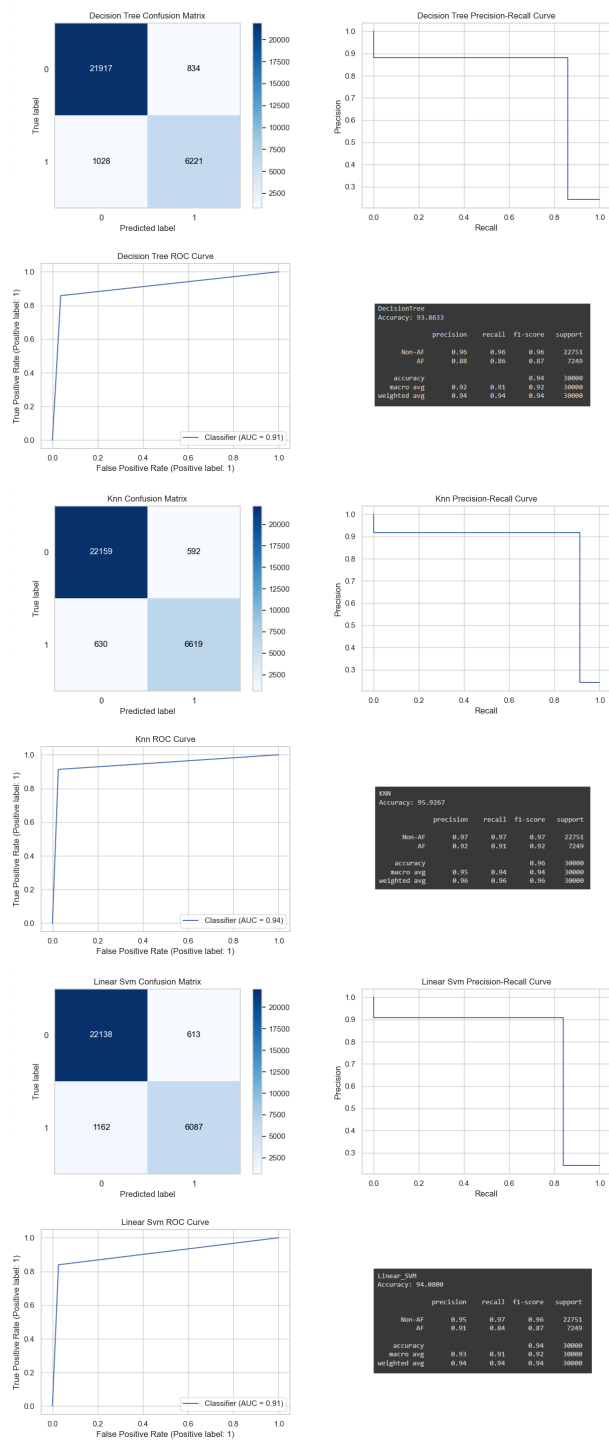 Decision Tree Confusion Matrix
0
1
True label
21917 834
1028 6221
0 1
Predicted label
20000
17500
15000
12500
10000
7500
5000
2500
Decision Tree Precision-Recall Curve
1.0
0.9
0.8
0.7
0.6
0.5
0.4
0.3
Precision
0.0 0.2 0.4 0.6 0.8 1.0
Recall
Decision Tree ROC Curve
1.0
0.8
0.6
0.4
0.2
0.0
True Positive Rate (Positive label: 1)
Classifier (AUC = 0.91)
0.0 0.2 0.4 0.6 0.8 1.0
False Positive Rate (Positive label: 1)
DecisionTree
Accuracy: 93.8633
precision recall f1-score support
Non-AF 0.96 0.96 0.96 22751
AF 0.88 0.86 0.87 7249
accuracy 0.94 30000
macro avg 0.92 0.91 0.92 30000
weighted avg 0.94 0.94 0.94 30000
Knn Confusion Matrix
0
1
True label
22159 592
630 6619
0 1
Predicted label
20000
17500
15000
12500
10000
7500
5000
2500
Knn Precision-Recall Curve
1.0
0.9
0.8
0.7
0.6
0.5
0.4
0.3
Precision
0.0 0.2 0.4 0.6 0.8 1.0
Recall
Knn ROC Curve
1.0
0.8
0.6
0.4
0.2
0.0
True Positive Rate (Positive label: 1)
Classifier (AUC = 0.94)
0.0 0.2 0.4 0.6 0.8 1.0
False Positive Rate (Positive label: 1)
KNN
Accuracy: 95.9267
precision recall f1-score support
Non-AF 0.97 0.97 0.97 22751
AF 0.92 0.91 0.92 7249
accuracy 0.96 30000
macro avg 0.95 0.94 0.94 30000
weighted avg 0.96 0.96 0.96 30000
Linear Svm Confusion Matrix
0
1
True label
22138 613
1162 6087
0 1
Predicted label
20000
17500
15000
12500
10000
7500
5000
2500
Linear Svm Precision-Recall Curve
1.0
0.9
0.8
0.7
0.6
0.5
0.4
0.3
Precision
0.0 0.2 0.4 0.6 0.8 1.0
Recall
Linear Svm ROC Curve
1.0
0.8
0.6
0.4
0.2
0.0
True Positive Rate (Positive label: 1)
Classifier (AUC = 0.91)
0.0 0.2 0.4 0.6 0.8 1.0
False Positive Rate (Positive label: 1)
Linear_SVM
Accuracy: 94.0800
precision recall f1-score support
Non-AF 0.95 0.97 0.96 22751
AF 0.91 0.84 0.87 7249
accuracy 0.94 30000
macro avg 0.93 0.91 0.92 30000
weighted avg 0.94 0.94 0.94 30000